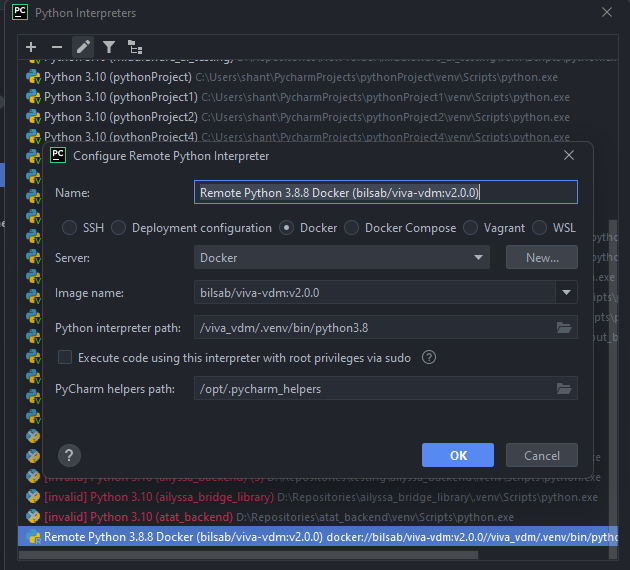 PC Python Interpreters
Python 3.10 (pythonProject) C:\Users\shant\PycharmProjects\pythonProject\venv\Scripts\python.exe
Python 3.10 (pythonProject1) C:\Users\shant\PycharmProjects\pythonProject1\venv\Scripts\python.exe
Python 3.10 (pythonProject2) C:\Users\shant\PycharmProjects\pythonProject2\venv\Scripts\python.exe
Python 3.10 (pythonProject4) C:\Users\shant\PycharmProjects\pythonProject4\venv\Scripts\python.exe
PC Configure Remote Python Interpreter
Name: Remote Python 3.8.8 Docker (bilsab/viva-vdm:v2.0.0)
SSH Deployment configuration Docker Docker Compose Vagrant WSL
Server: Docker New...
Image name: bilsab/viva-vdm:v2.0.0
Python interpreter path: /viva_vdm/.venv/bin/python3.8
Execute code using this interpreter with root privileges via sudo ?
PyCharm helpers path: /opt/.pycharm_helpers
? OK Cancel
[invalid] Python 3.10 (ailyssa_bridge_library) D:\Repositories\ailyssa_bridge_library\.venv\Scripts\python.exe
[invalid] Python 3.10 (atat_backend) D:\Repositories\atat_backend\venv\Scripts\python.exe
Remote Python 3.8.8 Docker (bilsab/viva-vdm:v2.0.0) docker://bilsab/viva-vdm:v2.0.0//viva_vdm/.venv/bin/pytho